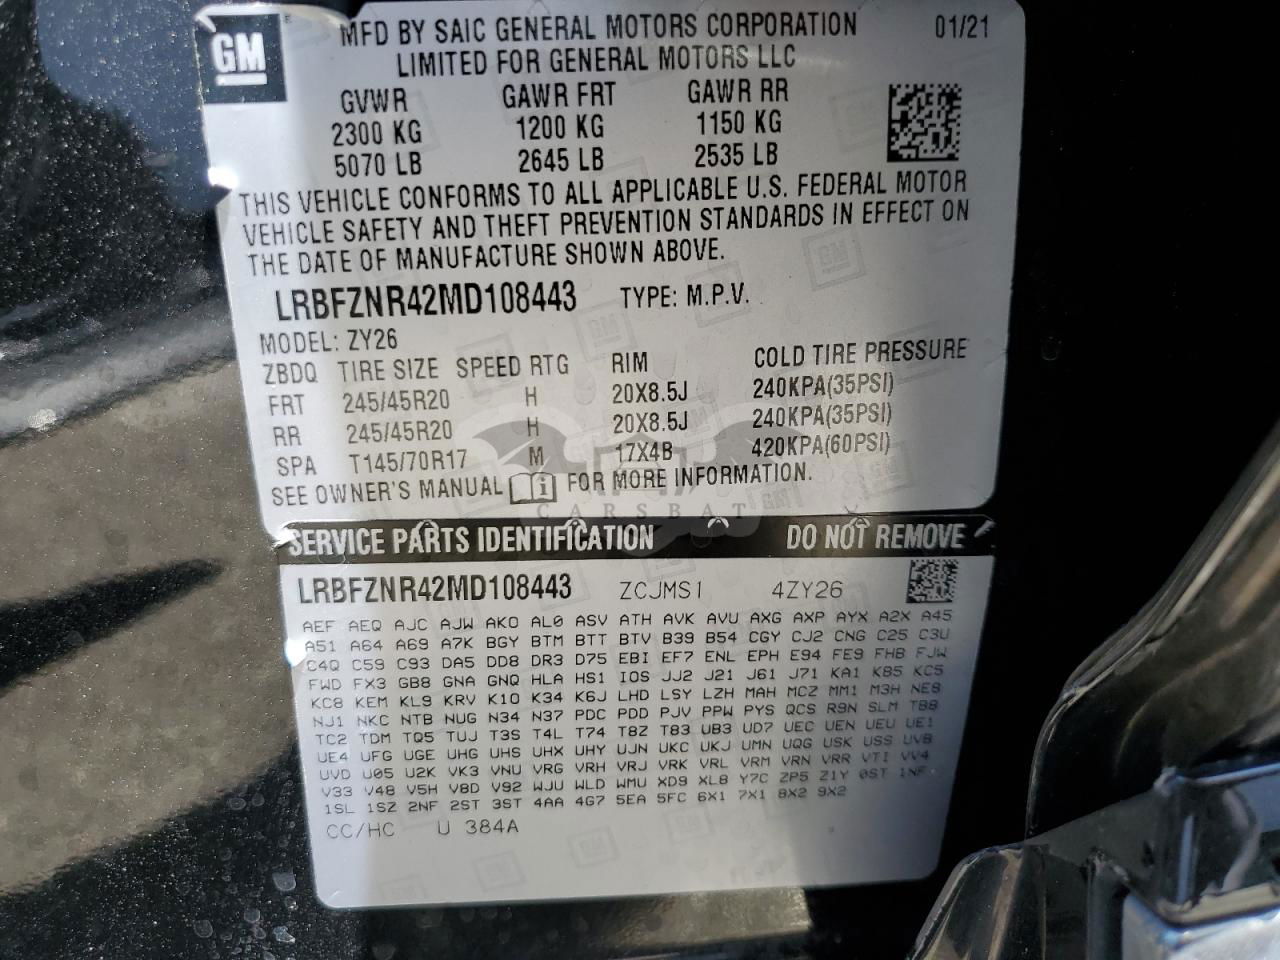 GM
MFD BY SAIC GENERAL MOTORS CORPORATION 01/21
LIMITED FOR GENERAL MOTORS LLC
GVWR GAWR FRT GAWR RR
2300 KG 1200 KG 1150 KG
5070 LB 2645 LB 2535 LB
THIS VEHICLE CONFORMS TO ALL APPLICABLE U.S. FEDERAL MOTOR
VEHICLE SAFETY AND THEFT PREVENTION STANDARDS IN EFFECT ON
THE DATE OF MANUFACTURE SHOWN ABOVE.
LRBFZNR42MD108443 TYPE: M.P.V.
MODEL: ZY26
ZBDQ TIRE SIZE SPEED RTG RIM COLD TIRE PRESSURE
FRT 245/45R20 H 20X8.5J 240KPA(35PSI)
RR 245/45R20 H 20X8.5J 240KPA(35PSI)
SPA T145/70R17 M 17X4B 420KPA(60PSI)
SEE OWNER'S MANUAL i FOR MORE INFORMATION.
CARSBAT
SERVICE PARTS IDENTIFICATION DO NOT REMOVE
LRBFZNR42MD108443 ZCJMS1 4ZY26
AEF AEQ AJC AJW AKO AL0 ASV ATH AVK AVU AXG AXP AYX A2X A45
A51 A64 A69 A7K BGY BTM BTT BTV B39 B54 CGY CJ2 CNG C25 C3U
C4Q C59 C93 DA5 DD8 DR3 D75 EBI EF7 ENL EPH E94 FE9 FHB FJW
FWD FX3 GB8 GNA GNQ HLA HS1 IOS JJ2 J21 J61 J71 KA1 KB5 KC5
KC8 KEM KL9 KRV K10 K34 K6J LHD LSY LZH MAH MCZ MM1 M3H NE8
NJ1 NKC NTB NUG N34 N37 PDC PDD PJV PPW PYS QCS R9N SLM TB8
TC2 TDM TQ5 TUJ T3S T4L T74 T8Z T83 UB3 UD7 UEC UEN UEU UE1
UE4 UFG UGE UHG UHS UHX UHY UJN UKC UKJ UMN UQG USK USS UVB
UVD U05 U2K VK3 VNU VRG VRH VRJ VRK VRL VRM VRN VRR VTI VV4
V33 V48 V5H V8D V92 WJU WLD WMU XD9 XL8 Y7C ZP5 Z1Y 0ST 1NF
1SL 1SZ 2NF 2ST 3ST 4AA 4G7 5EA 5FC 6X1 7X1 8X2 9X2
CC/HC U 384A